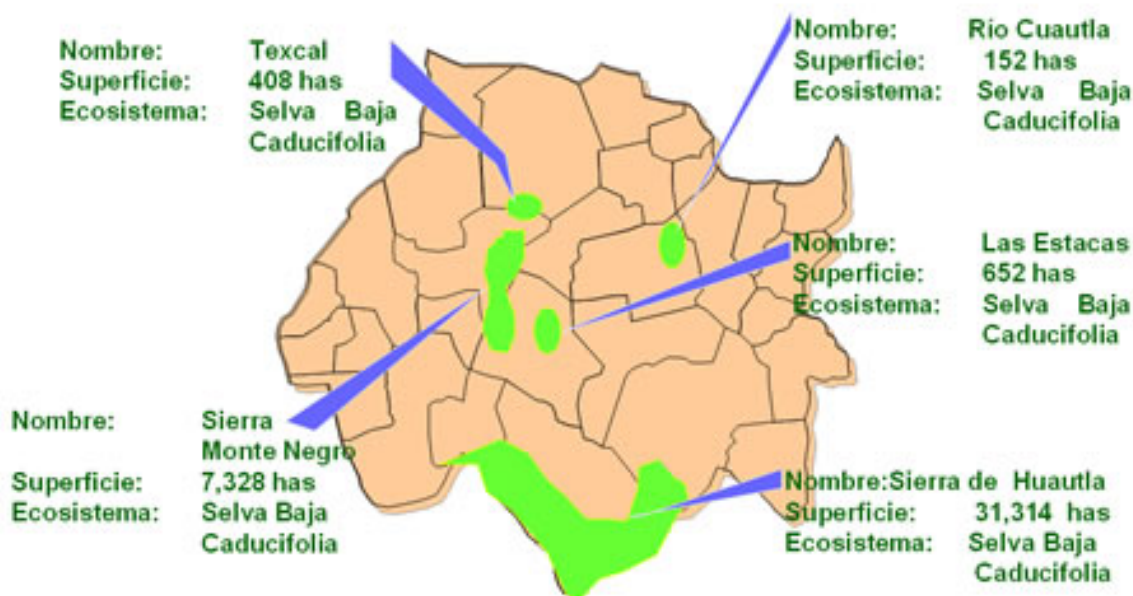 Nombre: Texcal
Superficie: 408 has
Ecosistema: Selva Baja
Caducifolia
Nombre: Río Cuautla
Superficie: 152 has
Ecosistema: Selva Baja
Caducifolia
Nombre: Las Estacas
Superficie: 652 has
Ecosistema: Selva Baja
Caducifolia
Nombre: Sierra
Monte Negro
Superficie: 7,328 has
Ecosistema: Selva Baja
Caducifolia
Nombre:Sierra de Huautla
Superficie: 31,314 has
Ecosistema: Selva Baja
Caducifolia